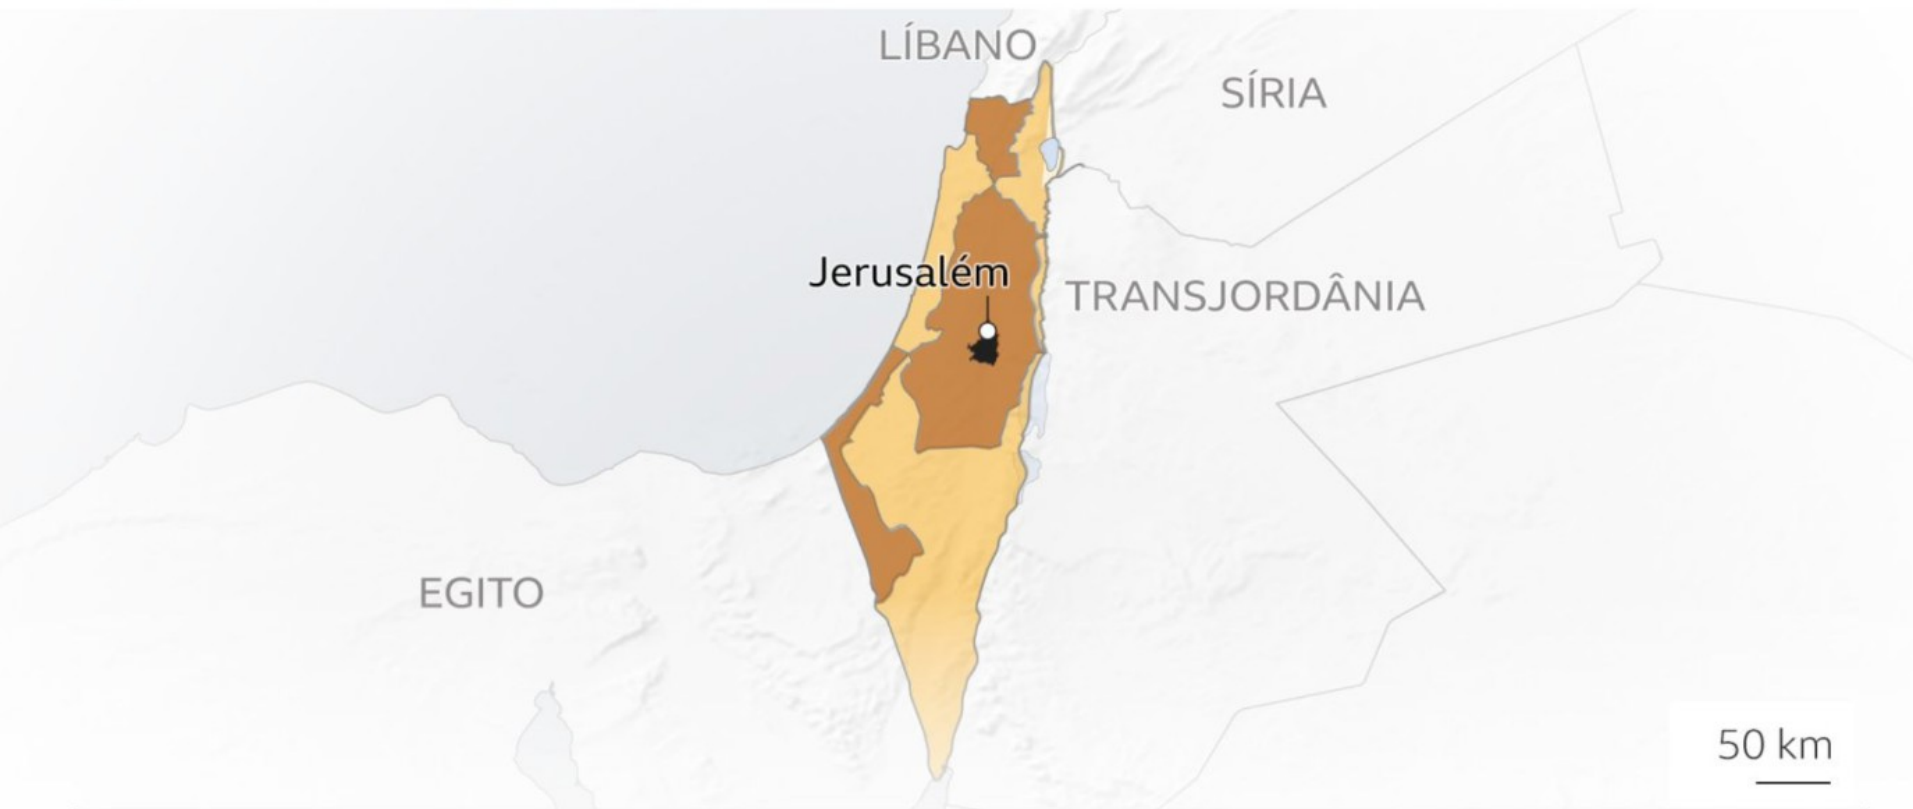 LÍBANO
SÍRIA
Jerusalém
TRANSJORDÂNIA
EGITO
50 km